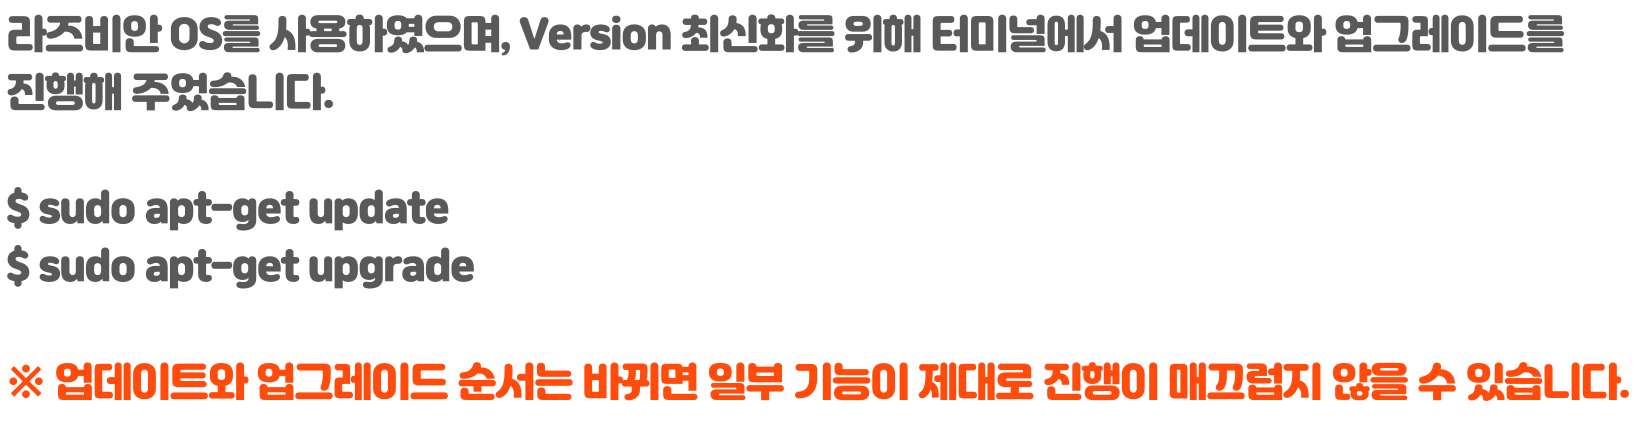 라즈비안 OS를 사용하였으며, Version 최신화를 위해 터미널에서 업데이트와 업그레이드를
진행해 주었습니다.
$ sudo apt-get update
$ sudo apt-get upgrade
※ 업데이트와 업그레이드 순서는 바뀌면 일부 기능이 제대로 진행이 매끄럽지 않을 수 있습니다.